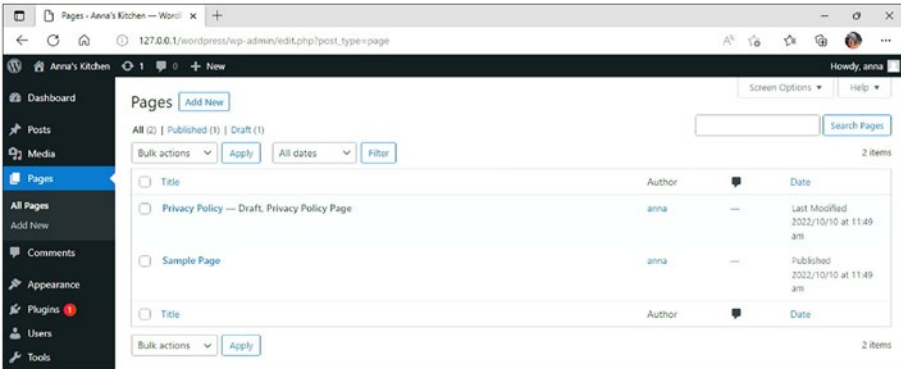 Pages ‹ Anna's Kitchen — WordP
127.0.0.1/wordpress/wp-admin/edit.php?post_type=page
Anna's Kitchen 1 0 + New Howdy, anna
Screen Options ▼ Help ▼
Dashboard
Posts
Media
Pages
All Pages
Add New
Comments
Appearance
Plugins 1
Users
Tools
Pages Add New
All (2) | Published (1) | Draft (1)
Search Pages
Bulk actions Apply All dates Filter 2 items
Title Author Date
Privacy Policy — Draft, Privacy Policy Page anna — Last Modified
2022/10/10 at 11:49
am
Sample Page anna — Published
2022/10/10 at 11:49
am
Title Author Date
Bulk actions Apply 2 items